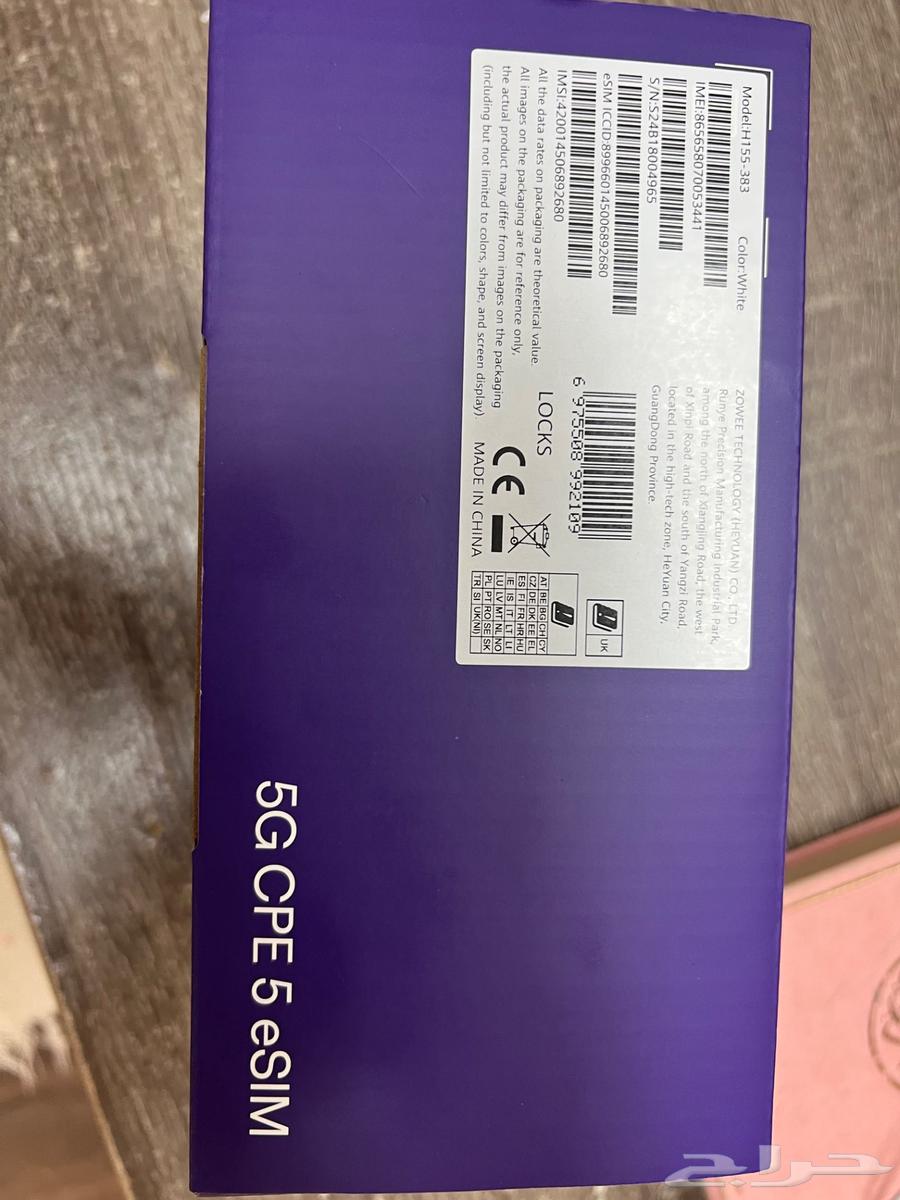 Model:H155-383
Color:White
IMEI:865658070053441
S/N:S24B18004965
eSIM ICCID:8996601450068​92680
IMSI:420014506892680
All the data rates on packaging are theoretical value.
All images on the packaging are for reference only,
the actual product may differ from images on the packaging
(including but not limited to colors, shape, and screen display).
ZOWEE TECHNOLOGY (HEYUAN) CO., LTD.
Runye Precision Manufacturing Industrial Park,
among the north of Xiangjing Road, the west
of Xinpi Road and the south of Yangzi Road,
located in the high-tech zone, HeYuan City,
GuangDong Province.
6 975508 992109
LOCKS
CE
MADE IN CHINA
UK
AT BE BG CH CY
CZ DE DK EE EL
ES FI FR HR HU
IE IS IT LT LI
LU LV MT NL NO
PL PT RO SE SK
TR SI UK(NI)
5G CPE 5 eSIM
حراج